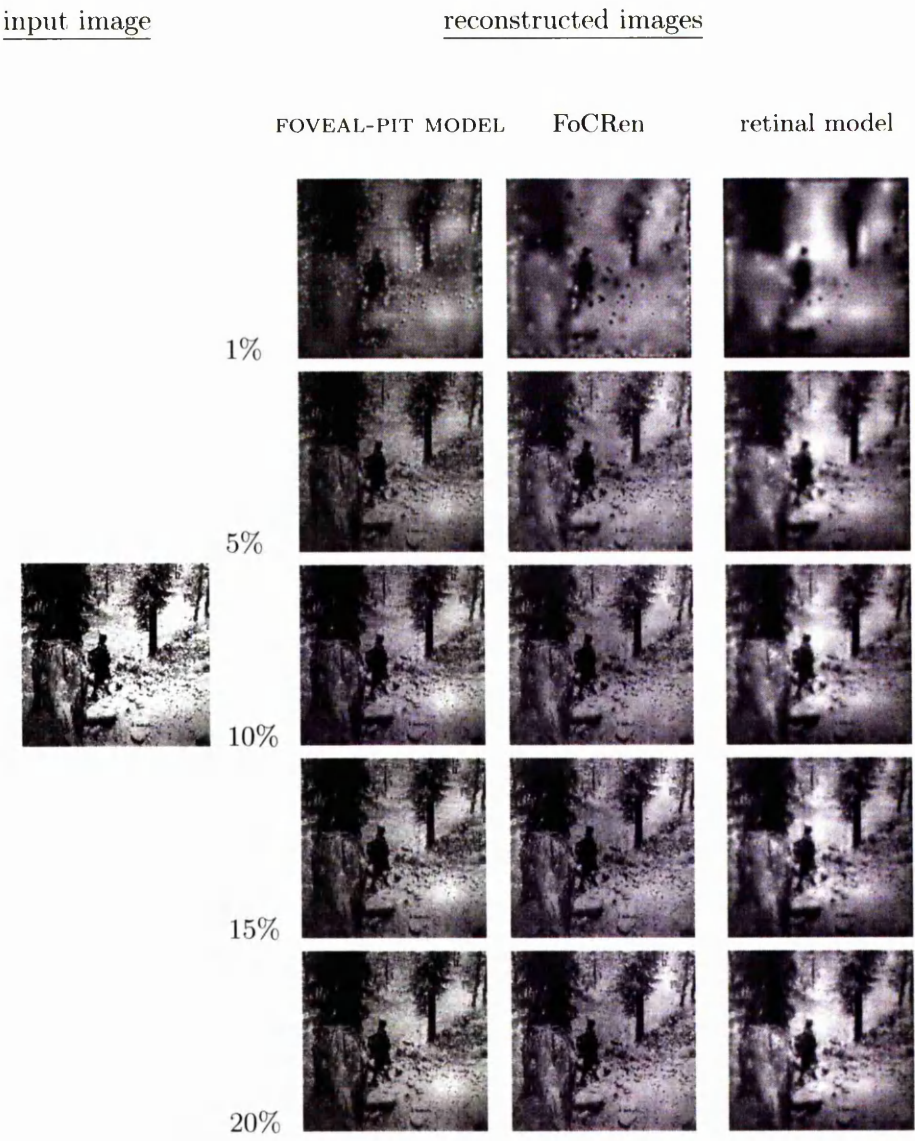 input image
reconstructed images
FOVEAL-PIT MODEL
FoCRen
retinal model
1%
5%
10%
15%
20%